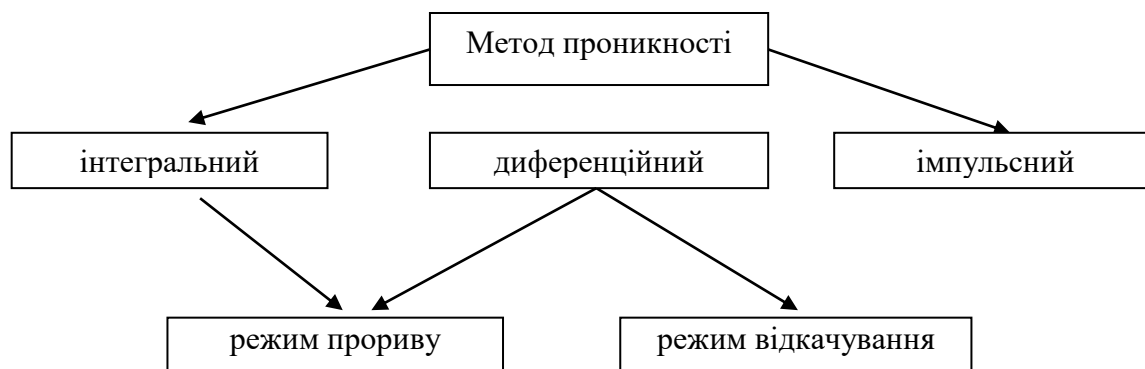 Метод проникності
інтегральний
диференційний
імпульсний
режим прориву
режим відкачування